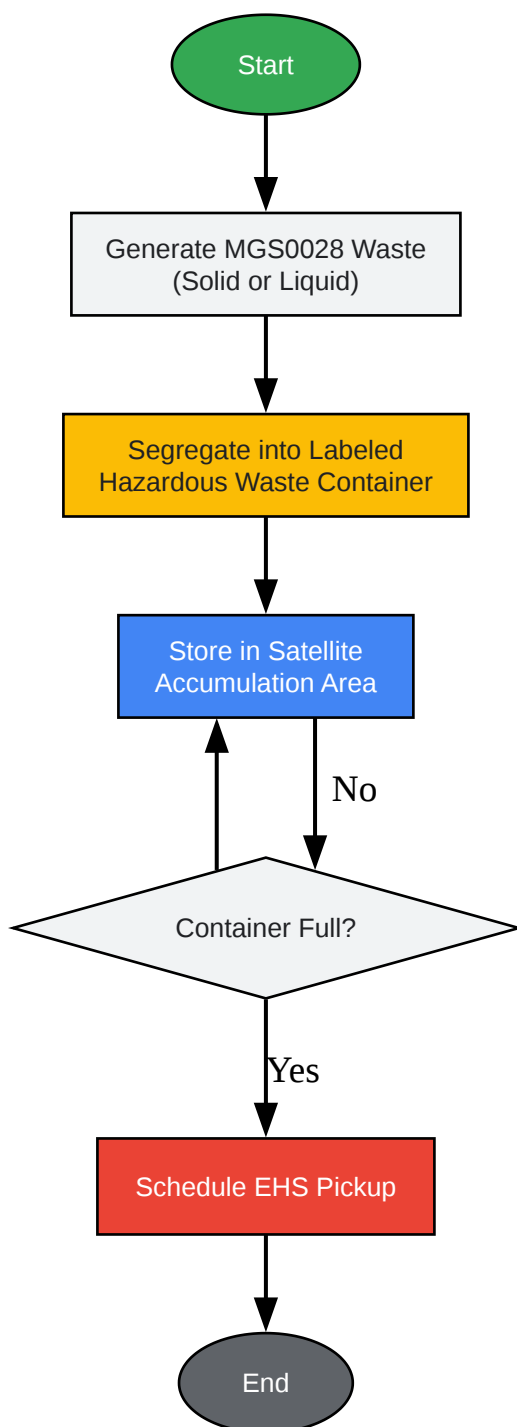 Start
Generate MGS0028 Waste
(Solid or Liquid)
Segregate into Labeled
Hazardous Waste Container
Store in Satellite
Accumulation Area
No
Container Full?
Yes
Schedule EHS Pickup
End